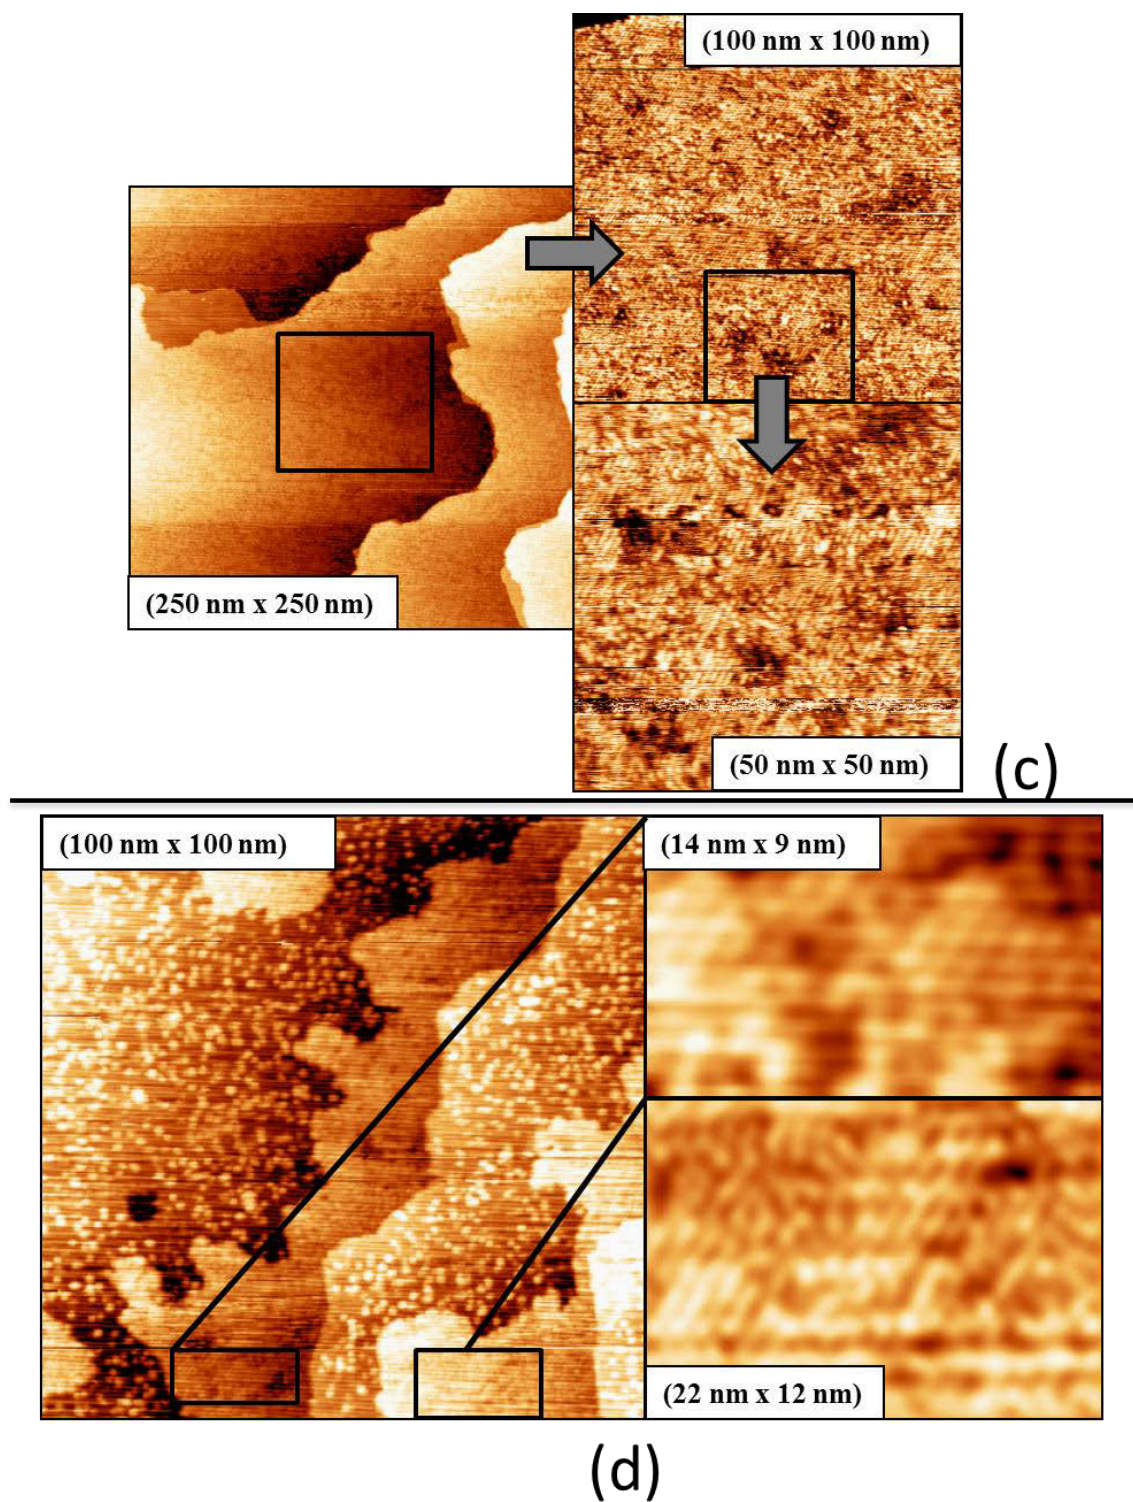 (100 nm x 100 nm)
(250 nm x 250 nm)
(50 nm x 50 nm)
(c)
(100 nm x 100 nm)
(14 nm x 9 nm)
(22 nm x 12 nm)
(d)